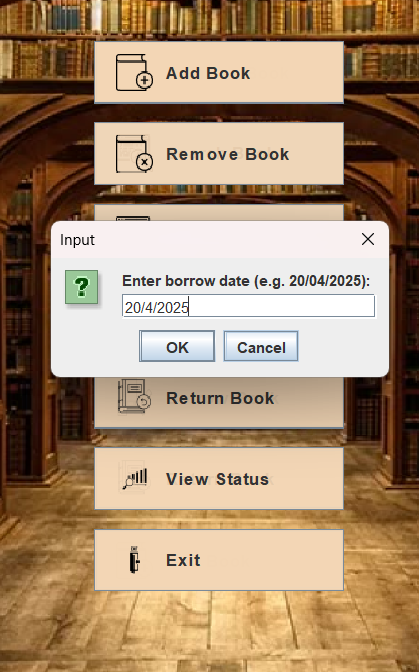 Add Book
Remove Book
Input
Enter borrow date (e.g. 20/04/2025):
20/4/2025
OK
Cancel
Return Book
View Status
Exit